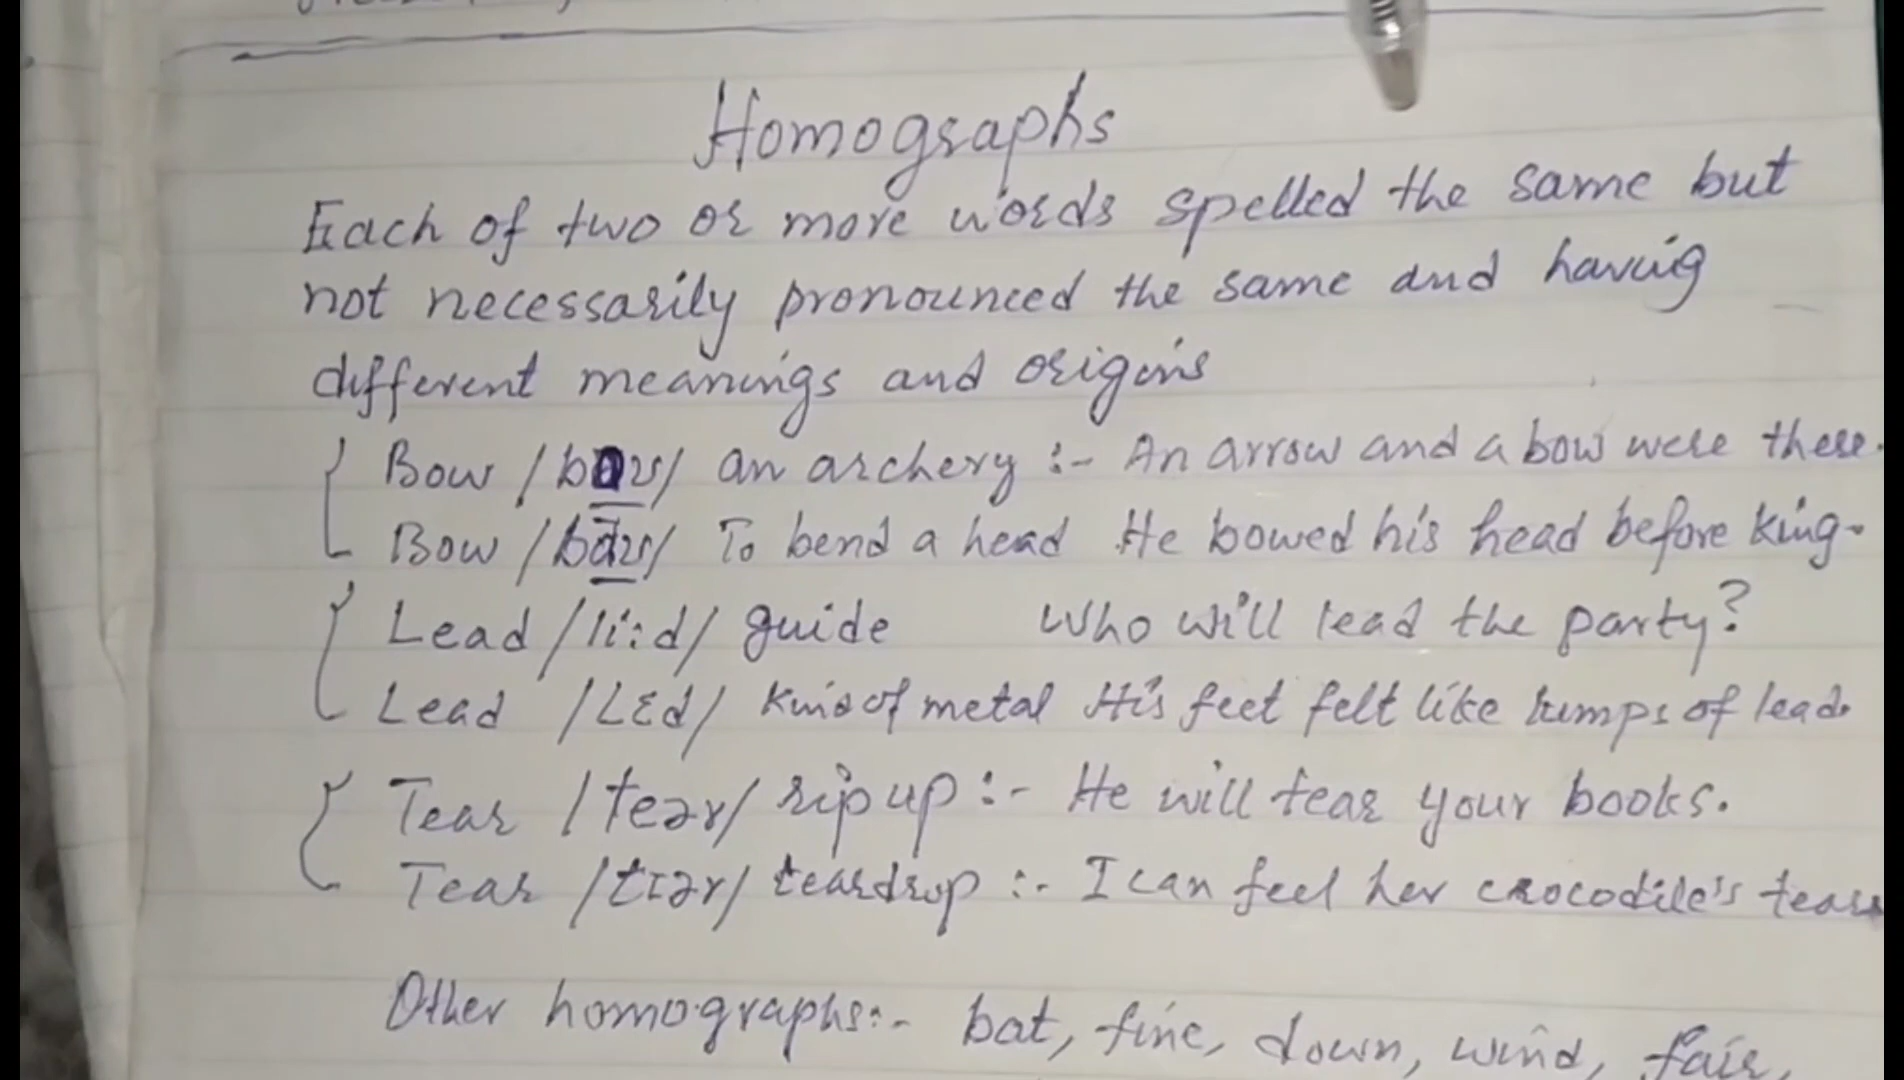 Homographs
Each of two or more words spelled the same but
not necessarily pronounced the same and having
different meanings and origins
Bow /baʊ/ an archery :- An arrow and a bow were there.
Bow /baʊ/ To bend a head He bowed his head before king.
Lead /li:d/ guide Who will lead the party?
Lead /Lɛd/ Kind of metal His feet felt like lumps of lead.
Tear /teər/ rip up :- He will tear your books.
Tear /tɪər/ teardrop :- I can feel her crocodile's tears
Other homographs:- bat, fine, down, wind, fair,